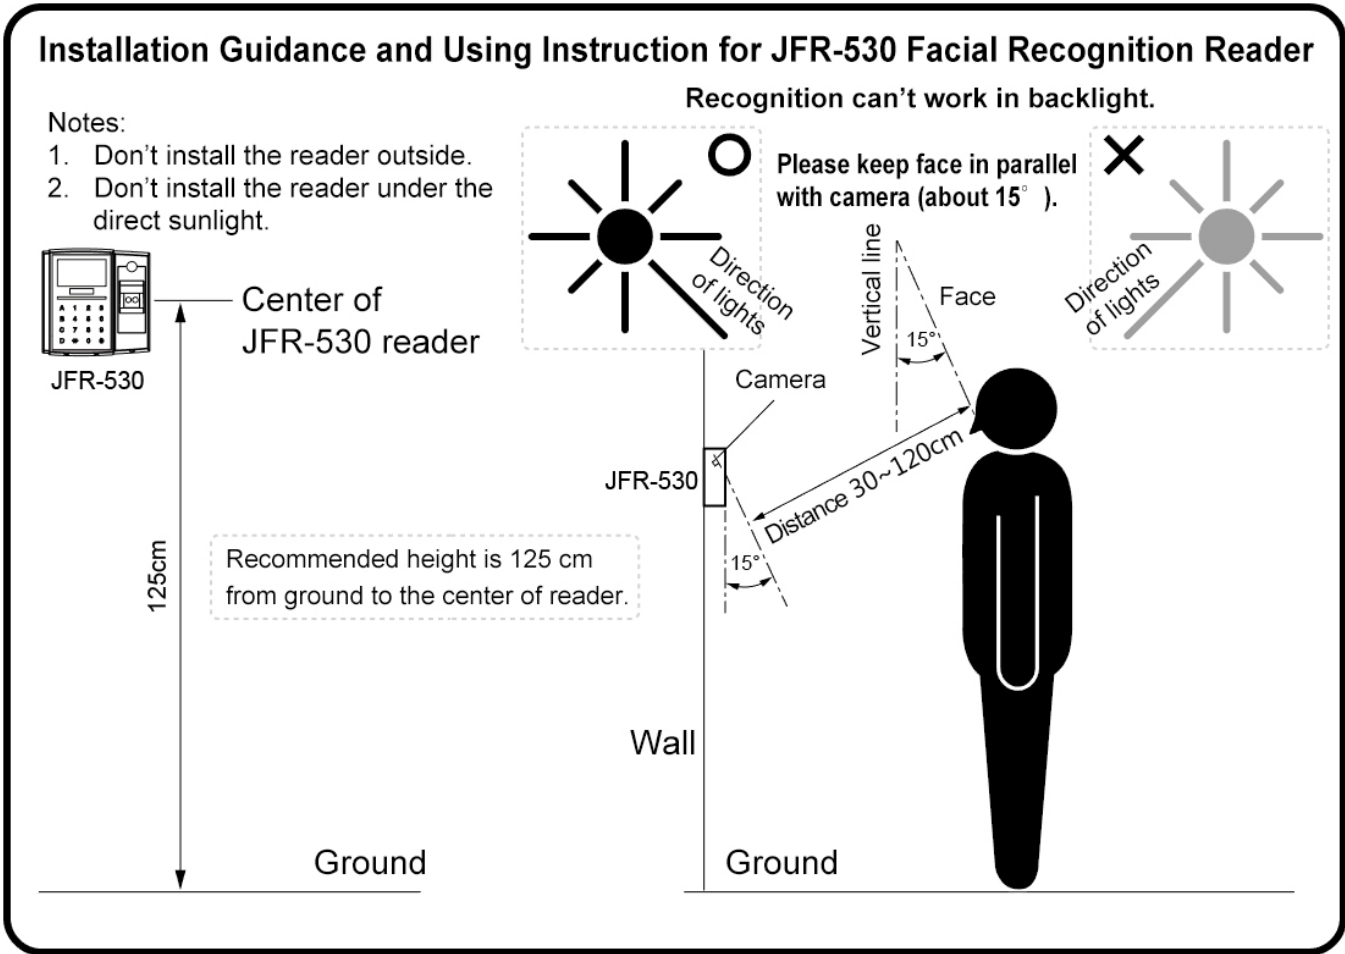 Installation Guidance and Using Instruction for JFR-530 Facial Recognition Reader
Recognition can't work in backlight.
Notes:
1. Don't install the reader outside.
2. Don't install the reader under the
direct sunlight.
Please keep face in parallel
with camera (about 15° ).
Direction
of lights
Vertical line
Face
15°
Direction
of lights
Center of
JFR-530 reader
JFR-530
Camera
JFR-530
Distance 30~120cm
15°
125cm
Recommended height is 125 cm
from ground to the center of reader.
Wall
Ground
Ground